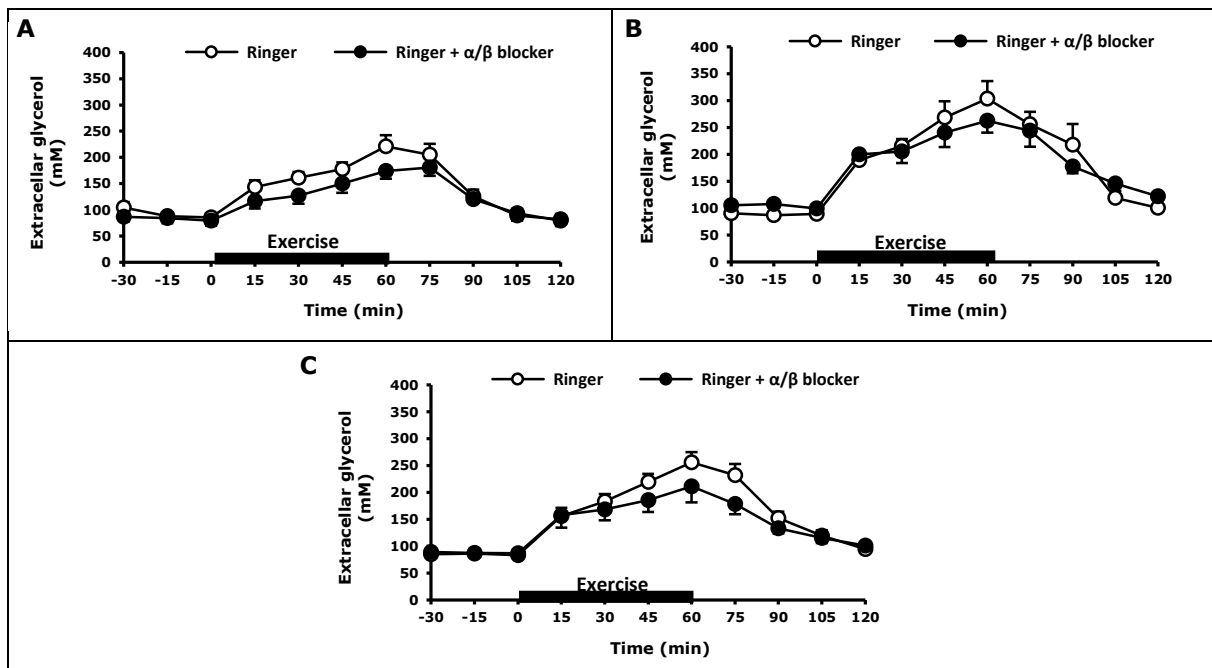 A
Ringer
Ringer + α/β blocker
Extracellar glycerol
(mM)
400
350
300
250
200
150
100
50
0
Exercise
-30 -15 0 15 30 45 60 75 90 105 120
Time (min)
B
Ringer
Ringer + α/β blocker
Extracellar glycerol
(mM)
400
350
300
250
200
150
100
50
0
Exercise
-30 -15 0 15 30 45 60 75 90 105 120
Time (min)
C
Ringer
Ringer + α/β blocker
Extracellar glycerol
(mM)
400
350
300
250
200
150
100
50
0
Exercise
-30 -15 0 15 30 45 60 75 90 105 120
Time (min)